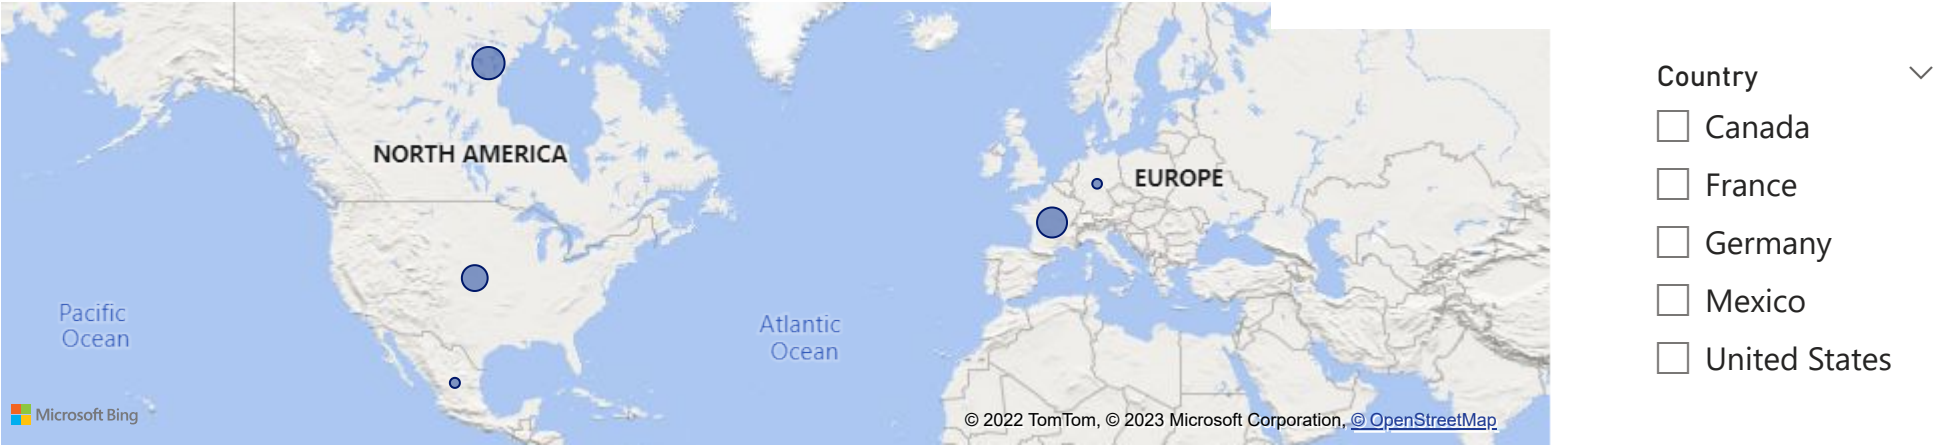 NORTH AMERICA
EUROPE
Pacific
Ocean
Atlantic
Ocean
Microsoft Bing
© 2022 TomTom, © 2023 Microsoft Corporation, © OpenStreetMap
Country
Canada
France
Germany
Mexico
United States